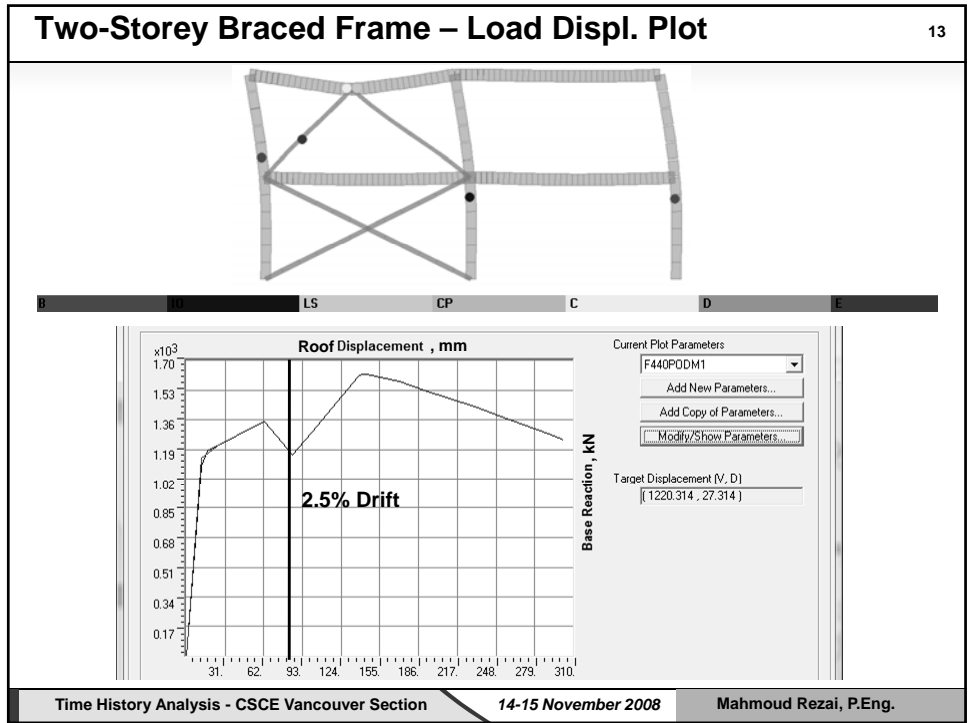 Two-Storey Braced Frame – Load Displ. Plot
13
B IO LS CP C D E
Roof Displacement , mm
x103
1.70
1.53
1.36
1.19
1.02
0.85
0.68
0.51
0.34
0.17
31. 62. 93. 124. 155. 186. 217. 248. 279. 310.
2.5% Drift
Base Reaction , kN
Current Plot Parameters
F440PODM1
Add New Parameters...
Add Copy of Parameters...
Modify/Show Parameters...
Target Displacement (V, D)
( 1220.314 , 27.314 )
Time History Analysis - CSCE Vancouver Section 14-15 November 2008 Mahmoud Rezai, P.Eng.